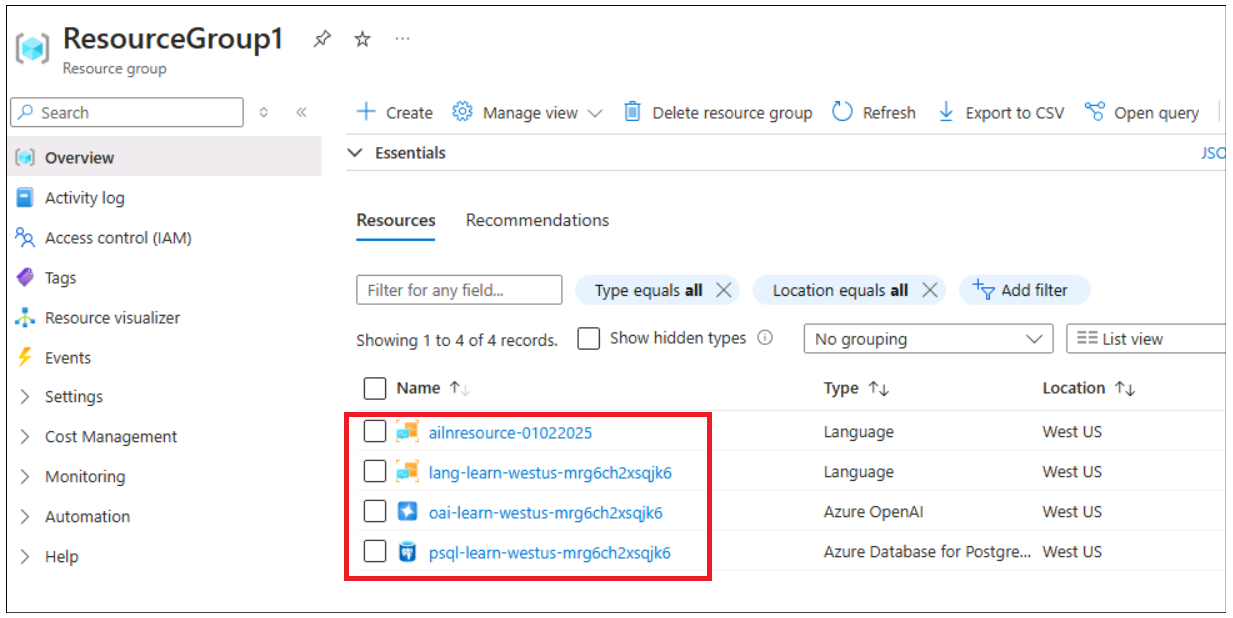 ResourceGroup1 ...
Resource group
Search
Create Manage view Delete resource group Refresh Export to CSV Open query
Overview
Essentials
JSO
Activity log
Access control (IAM)
Tags
Resource visualizer
Events
Settings
Cost Management
Monitoring
Automation
Help
Resources Recommendations
Filter for any field... Type equals all Location equals all Add filter
Showing 1 to 4 of 4 records. Show hidden types No grouping List view
Name Type Location
ailnresource-01022025 Language West US
lang-learn-westus-mrg6ch2xsqjk6 Language West US
oai-learn-westus-mrg6ch2xsqjk6 Azure OpenAI West US
psql-learn-westus-mrg6ch2xsqjk6 Azure Database for Postgre... West US